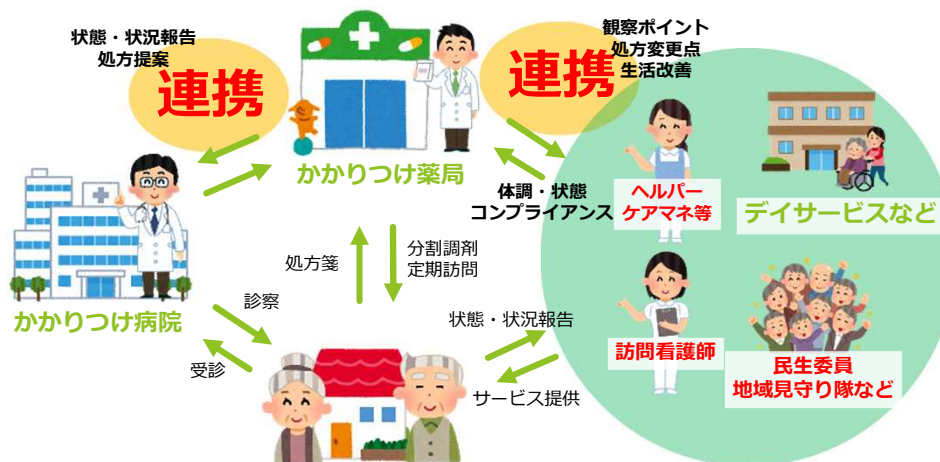 状態・状況報告
処方提案
連携
かかりつけ薬局
連携
観察ポイント
処方変更点
生活改善
体調・状態
コンプライアンス
ヘルパー
ケアマネ等
デイサービスなど
かかりつけ病院
処方箋
分割調剤
定期訪問
診察
受診
状態・状況報告
サービス提供
訪問看護師
民生委員
地域見守り隊など